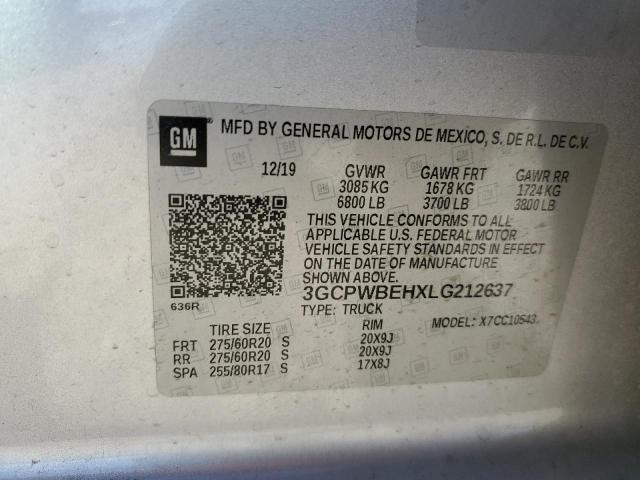 GM
MFD BY GENERAL MOTORS DE MEXICO, S. DE R.L. DE C.V.
12/19 GVWR GAWR FRT GAWR RR
3085 KG 1678 KG 1724 KG
6800 LB 3700 LB 3800 LB
THIS VEHICLE CONFORMS TO ALL
APPLICABLE U.S. FEDERAL MOTOR
VEHICLE SAFETY STANDARDS IN EFFECT
ON THE DATE OF MANUFACTURE
3GCPWBEHXLG212637
636R
TYPE: TRUCK MODEL: X7CC10543
TIRE SIZE RIM
FRT 275/60R20 S 20X9J
RR 275/60R20 S 20X9J
SPA 255/80R17 S 17X8J